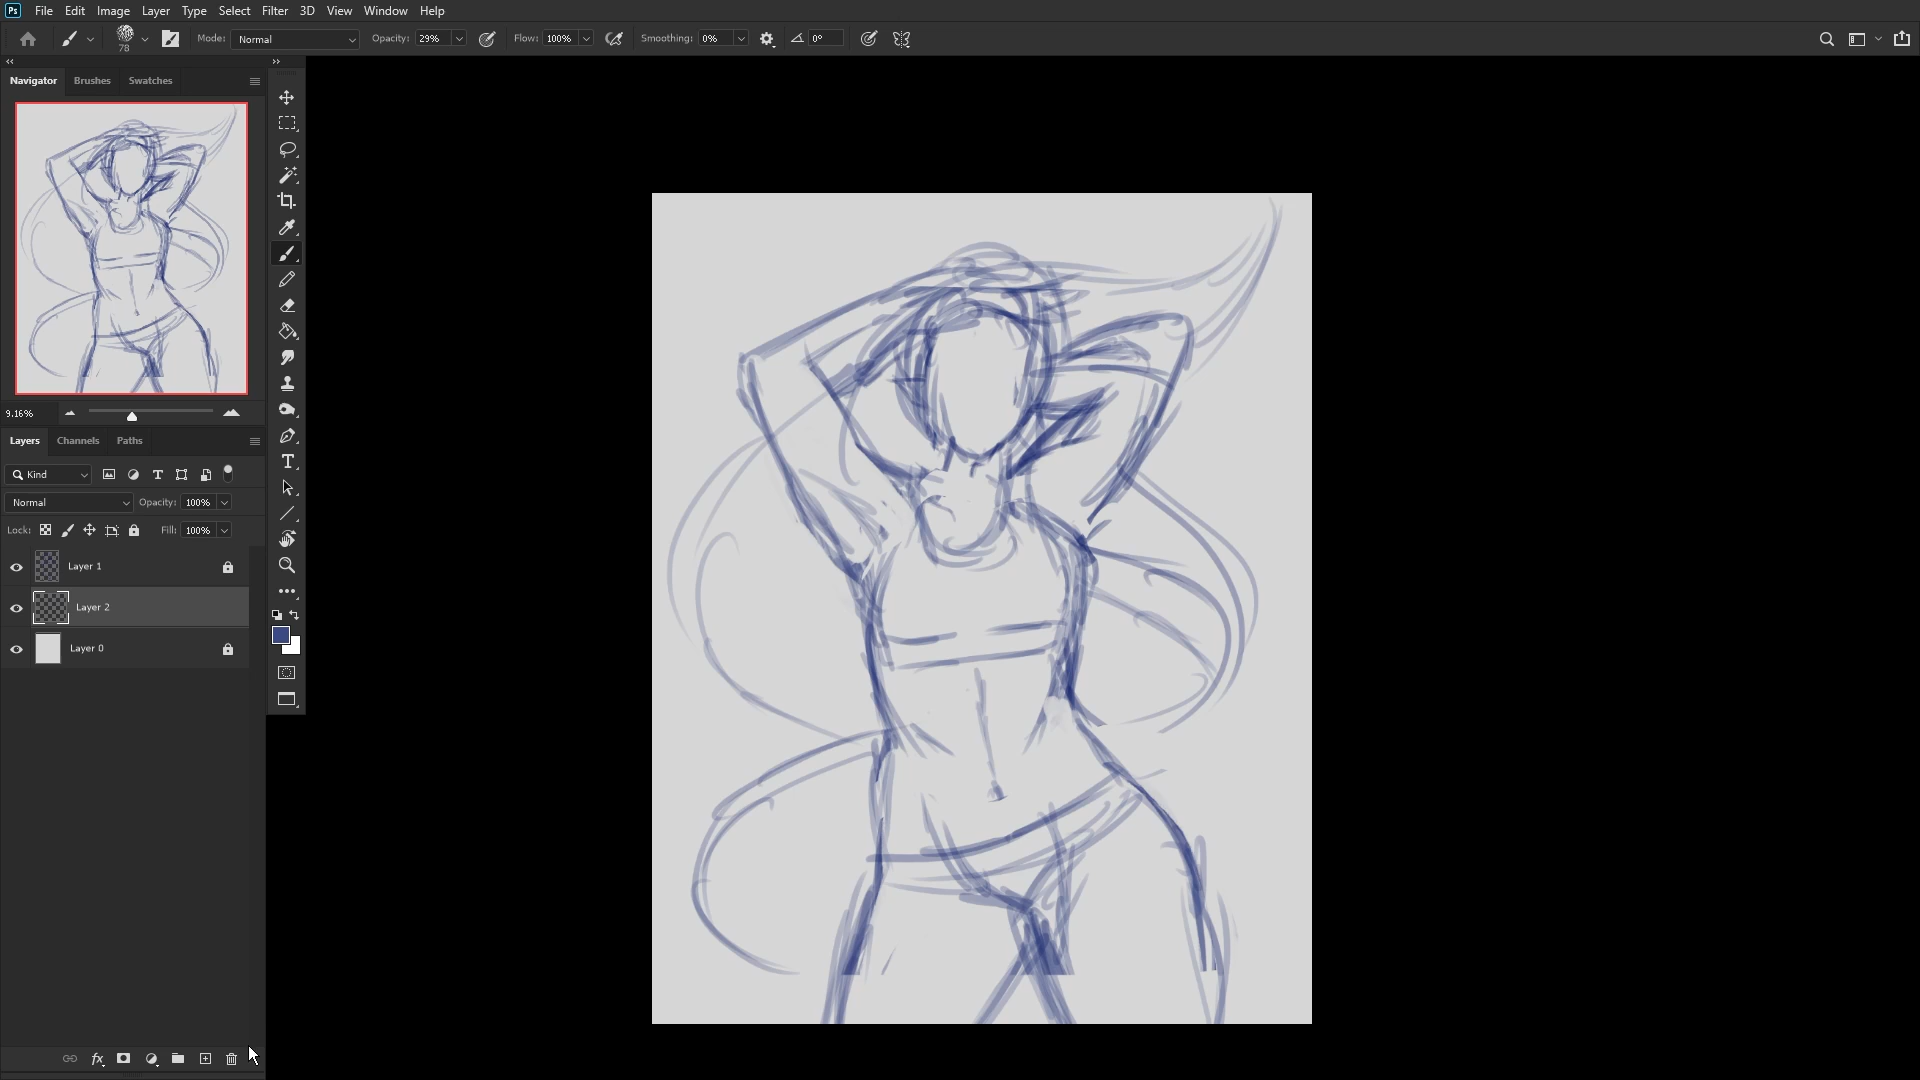 Ps File Edit Image Layer Type Select Filter 3D View Window Help
78 Mode: Normal Opacity: 29% Flow: 100% Smoothing: 0% 0°
Navigator Brushes Swatches
9.16%
Layers Channels Paths
Kind
Normal Opacity: 100%
Lock: Fill: 100%
Layer 1
Layer 2
Layer 0
fx